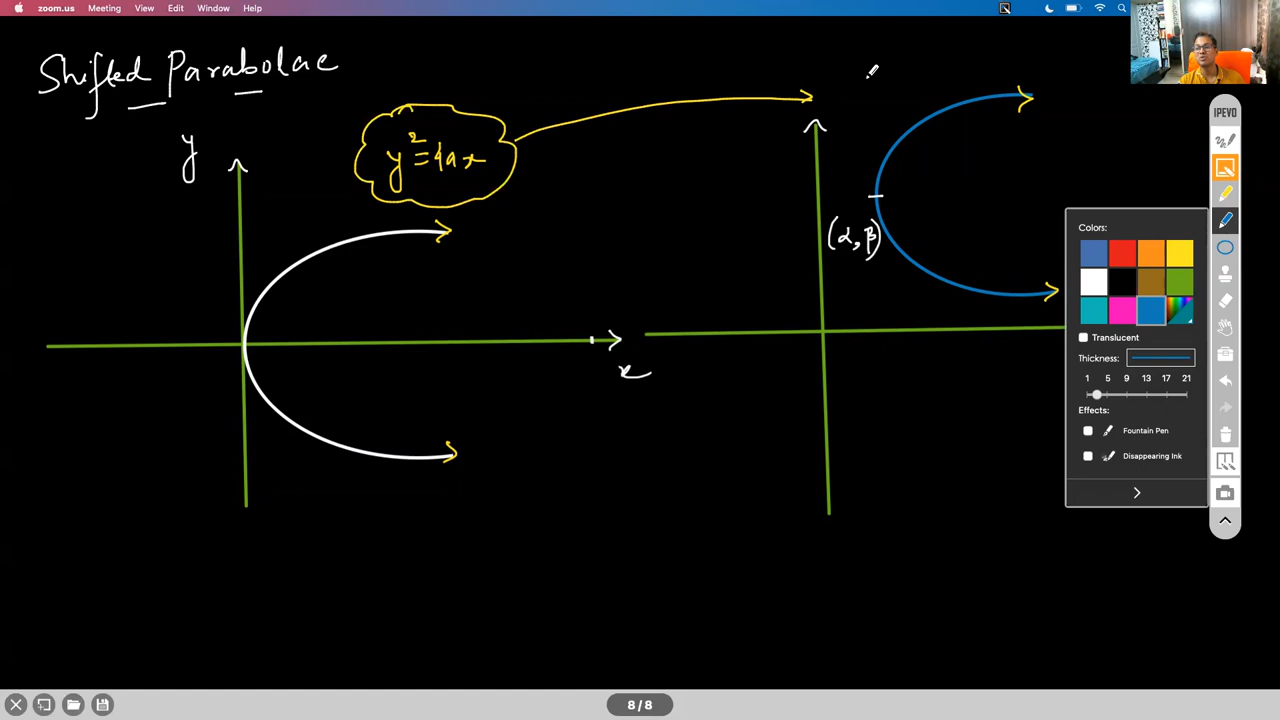 zoom.us Meeting View Edit Window Help
Shifted Parabolae
y
y² = 4ax
(α, β)
x
IPEVO
Colors:
Translucent
Thickness:
1 5 9 13 17 21
Effects:
Fountain Pen
Disappearing Ink
8 / 8